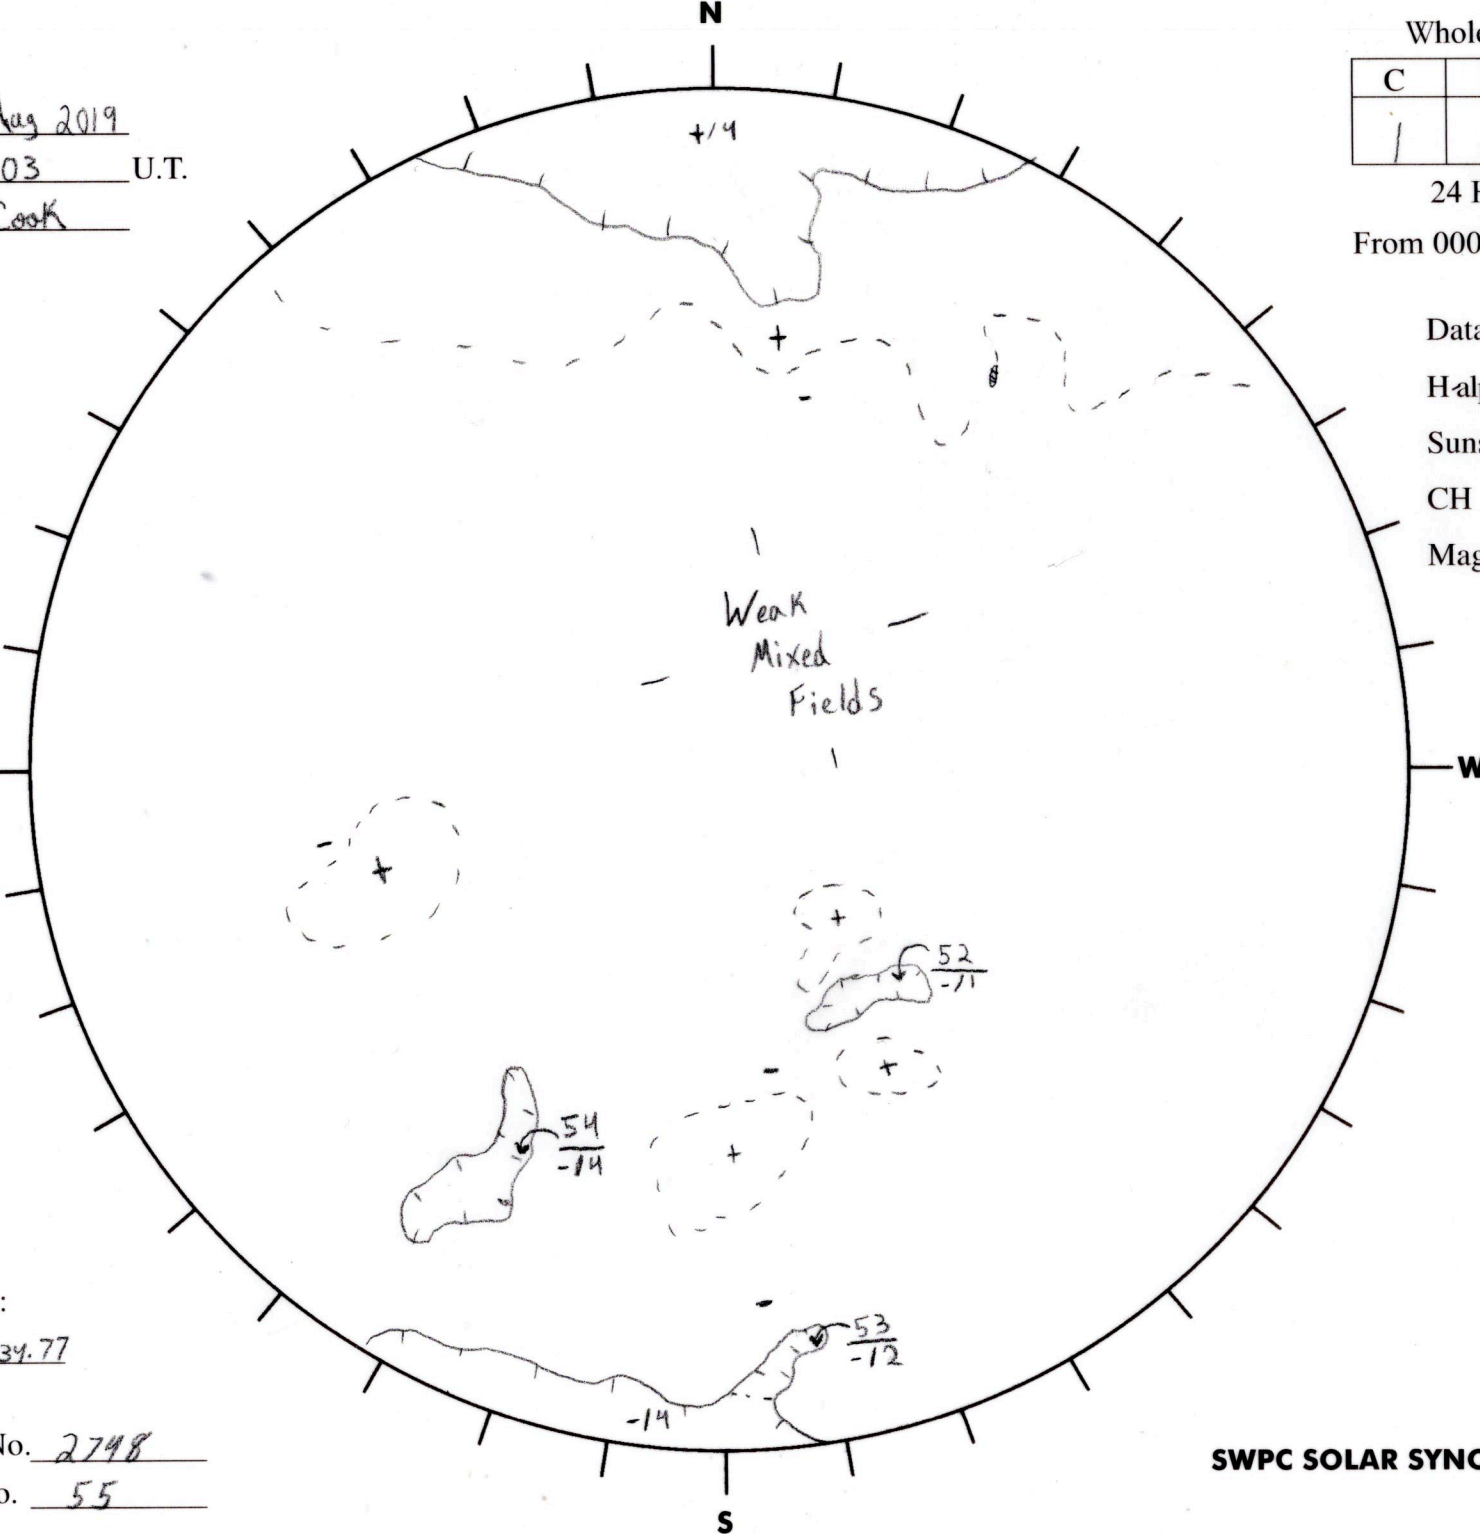 N
Whole
Aug 2019
C
03 U.T.
1
Cook
24 H
From 000
+/4
Data
+
H-alp
-
Suns
CH
Mag
Weak
Mixed
Fields
W
-
+
+
52
-11
+
-
54
-14
+
:
34.77
-
53
-12
-14
No. 2748
o. 55
SWPC SOLAR SYNO
S